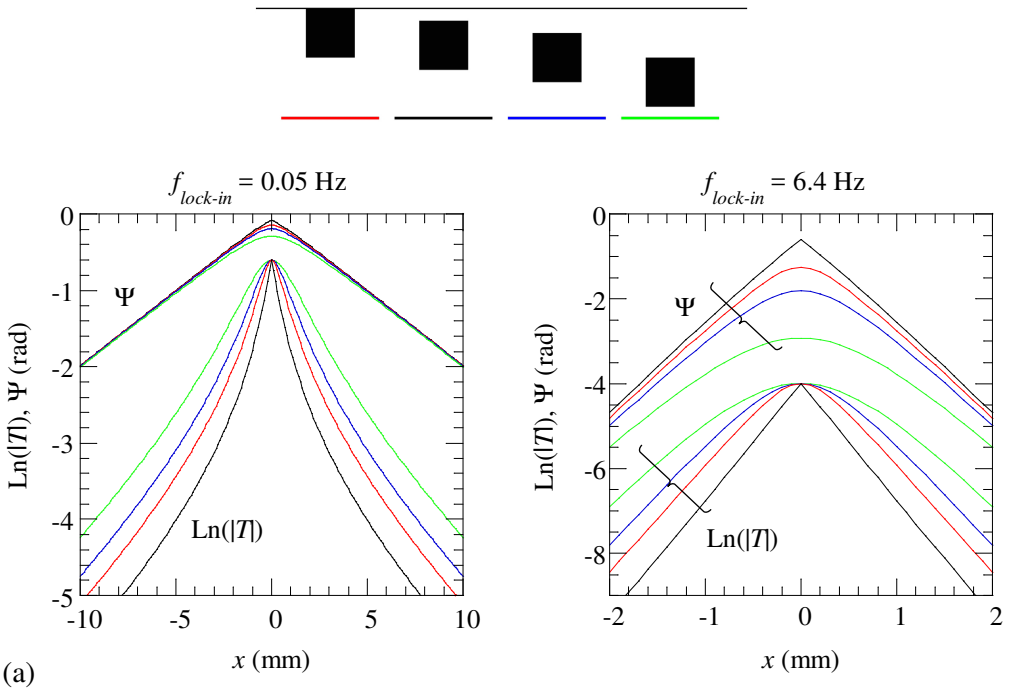 f_lock-in = 0.05 Hz
f_lock-in = 6.4 Hz
Ln(|T|), Ψ (rad)
0
-1
-2
-3
-4
-5
-10
-5
0
5
10
x (mm)
Ψ
Ln(|T|)
Ln(|T|), Ψ (rad)
0
-2
-4
-6
-8
-2
-1
0
1
2
x (mm)
Ψ
Ln(|T|)
(a)